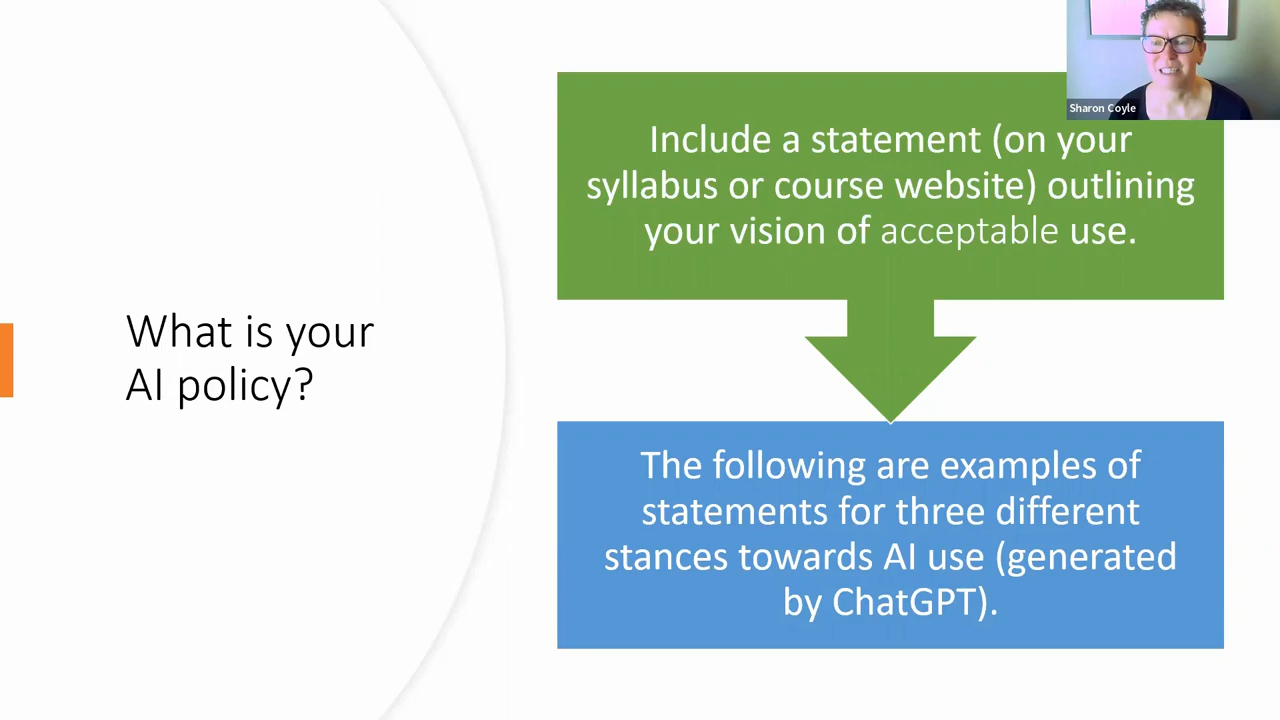 Sharon Coyle
What is your
AI policy?
Include a statement (on your
syllabus or course website) outlining
your vision of acceptable use.
The following are examples of
statements for three different
stances towards AI use (generated
by ChatGPT).